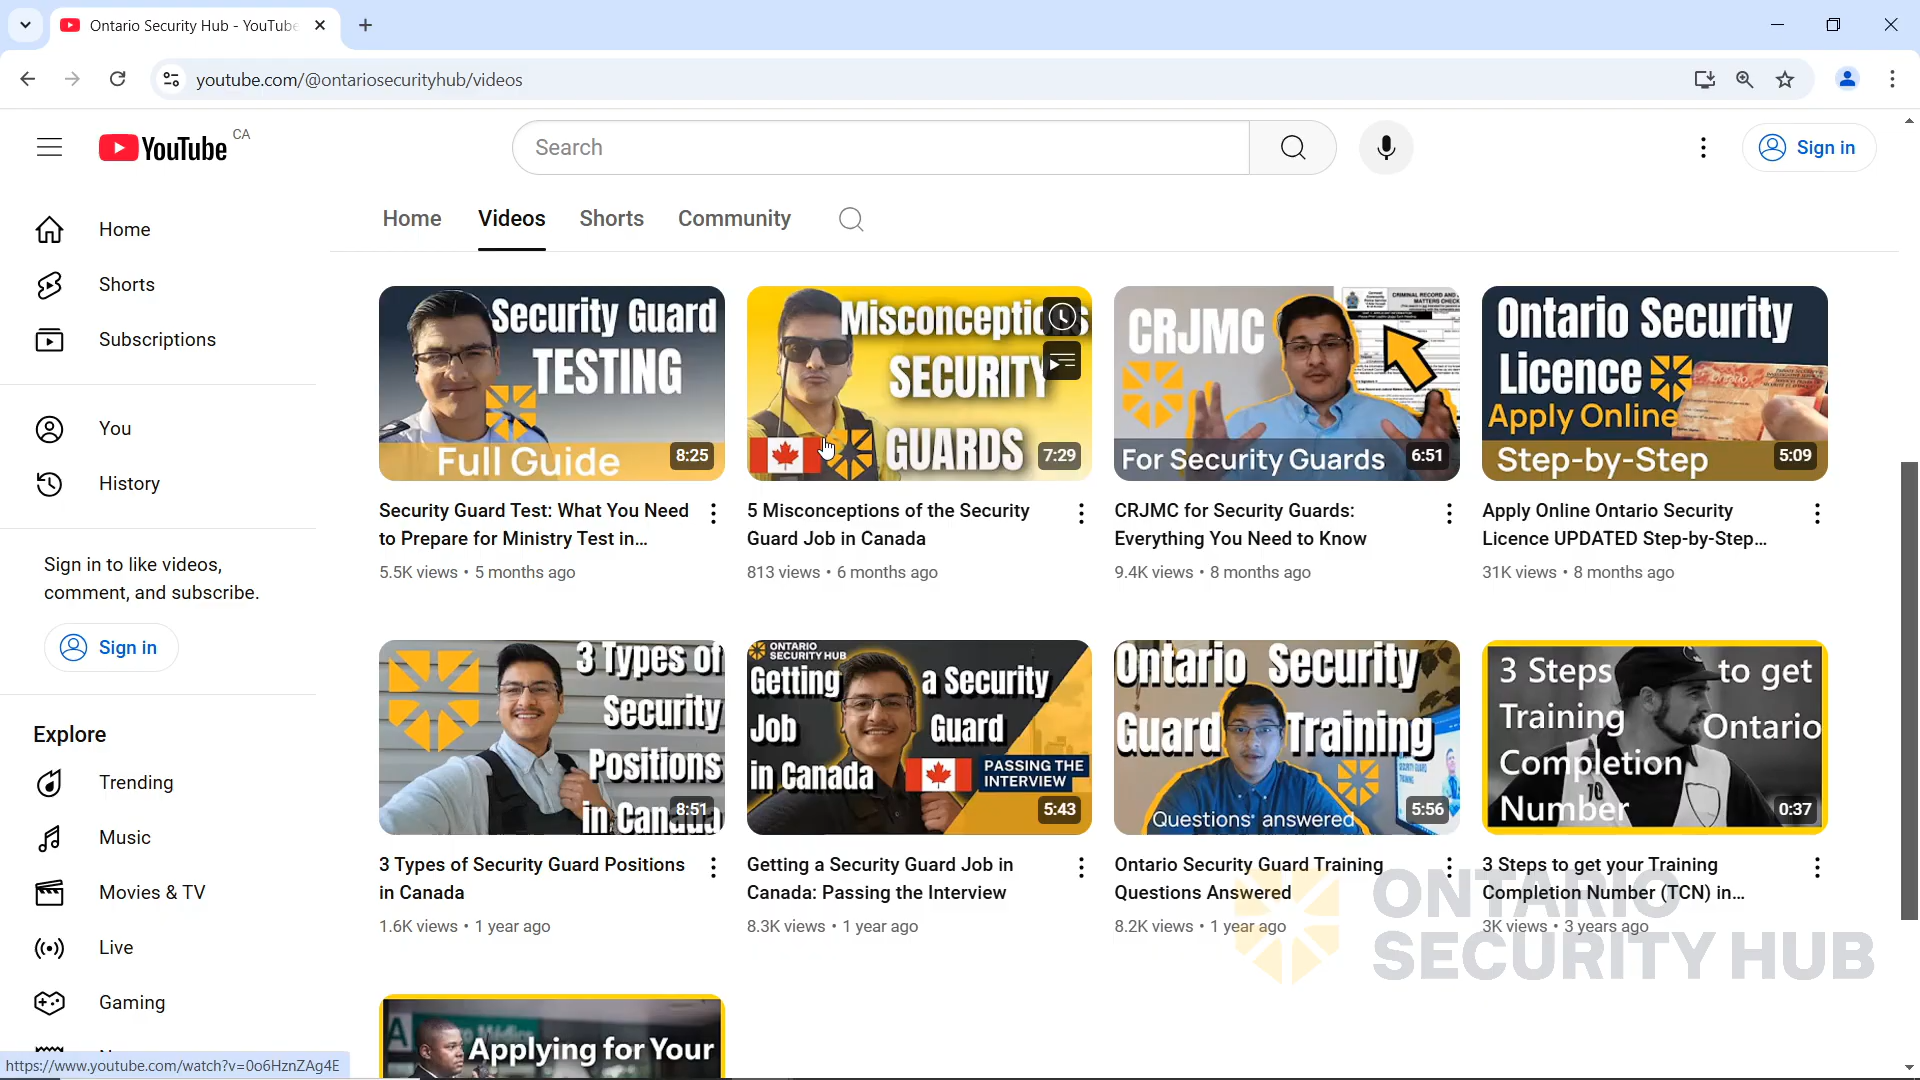 Ontario Security Hub - YouTube
youtube.com/@ontariosecurityhub/videos
YouTube
CA
Search
Sign in
Home
Videos
Shorts
Community
Home
Shorts
Subscriptions
You
History
Sign in to like videos,
comment, and subscribe.
Sign in
Explore
Trending
Music
Movies & TV
Live
Gaming
Security Guard
TESTING
Full Guide
8:25
Security Guard Test: What You Need
to Prepare for Ministry Test in...
5.5K views • 5 months ago
SECURITY
GUARDS
7:29
5 Misconceptions of the Security
Guard Job in Canada
813 views • 6 months ago
CRIMINAL RECORD AND
MATTERS CHECK
CRJMC
For Security Guards
6:51
CRJMC for Security Guards:
Everything You Need to Know
9.4K views • 8 months ago
Ontario Security
Licence
Apply Online
Step-by-Step
5:09
Apply Online Ontario Security
Licence UPDATED Step-by-Step...
31K views • 8 months ago
3 Types of
Security
Positions
in Canada
8:51
3 Types of Security Guard Positions
in Canada
1.6K views • 1 year ago
ONTARIO
SECURITY HUB
Getting a Security
Job Guard
in Canada
PASSING THE
INTERVIEW
5:43
Getting a Security Guard Job in
Canada: Passing the Interview
8.3K views • 1 year ago
Ontario Security
Guard Training
Questions answered
5:56
Ontario Security Guard Training
Questions Answered
8.2K views • 1 year ago
3 Steps to get
Training Ontario
Completion
Number
0:37
3 Steps to get your Training
Completion Number (TCN) in...
3K views • 3 years ago
ONTARIO
SECURITY HUB
Applying for Your
https://www.youtube.com/watch?v=0o6HznZAg4E